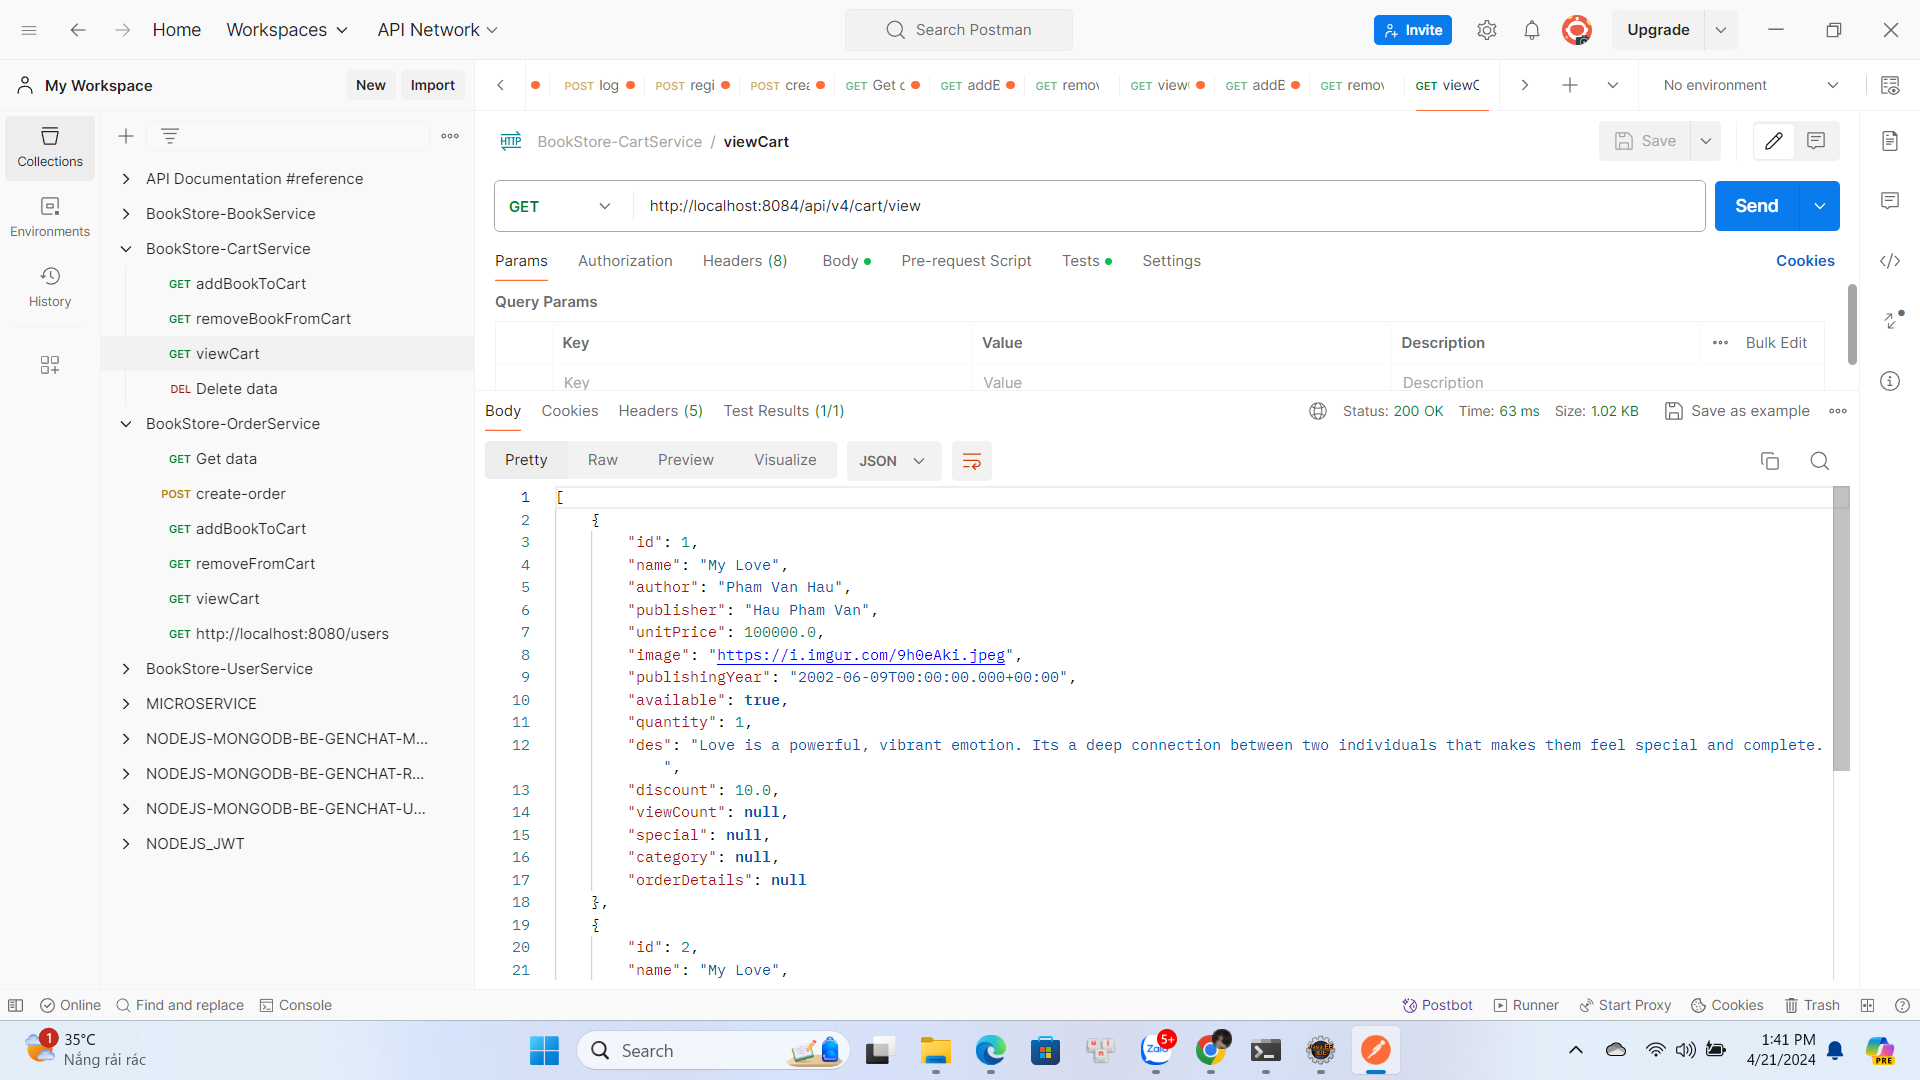 Home
Workspaces
API Network
Search Postman
Invite
Upgrade
My Workspace
New
Import
POST log
POST regi
POST crea
GET Get c
GET addB
GET remov
GET view
GET addB
GET remov
GET viewC
No environment
Collections
Environments
History
API Documentation #reference
BookStore-BookService
BookStore-CartService
GET addBookToCart
GET removeBookFromCart
GET viewCart
DEL Delete data
BookStore-OrderService
GET Get data
POST create-order
GET addBookToCart
GET removeFromCart
GET viewCart
GET http://localhost:8080/users
BookStore-UserService
MICROSERVICE
NODEJS-MONGODB-BE-GENCHAT-M...
NODEJS-MONGODB-BE-GENCHAT-R...
NODEJS-MONGODB-BE-GENCHAT-U...
NODEJS_JWT
HTTP BookStore-CartService / viewCart
Save
GET http://localhost:8084/api/v4/cart/view
Send
Params Authorization Headers (8) Body Pre-request Script Tests Settings Cookies
Query Params
Key Value Description Bulk Edit
Key Value Description
Body Cookies Headers (5) Test Results (1/1) Status: 200 OK Time: 63 ms Size: 1.02 KB Save as example
Pretty Raw Preview Visualize JSON
1 [
2 {
3 "id": 1,
4 "name": "My Love",
5 "author": "Pham Van Hau",
6 "publisher": "Hau Pham Van",
7 "unitPrice": 100000.0,
8 "image": "https://i.imgur.com/9h0eAki.jpeg",
9 "publishingYear": "2002-06-09T00:00:00.000+00:00",
10 "available": true,
11 "quantity": 1,
12 "des": "Love is a powerful, vibrant emotion. Its a deep connection between two individuals that makes them feel special and complete.
",
13 "discount": 10.0,
14 "viewCount": null,
15 "special": null,
16 "category": null,
17 "orderDetails": null
18 },
19 {
20 "id": 2,
21 "name": "My Love",
Online Find and replace Console
Postbot Runner Start Proxy Cookies Trash
1
35°C
Nắng rải rác
Search
Zalo
5+
1:41 PM
4/21/2024
PRE